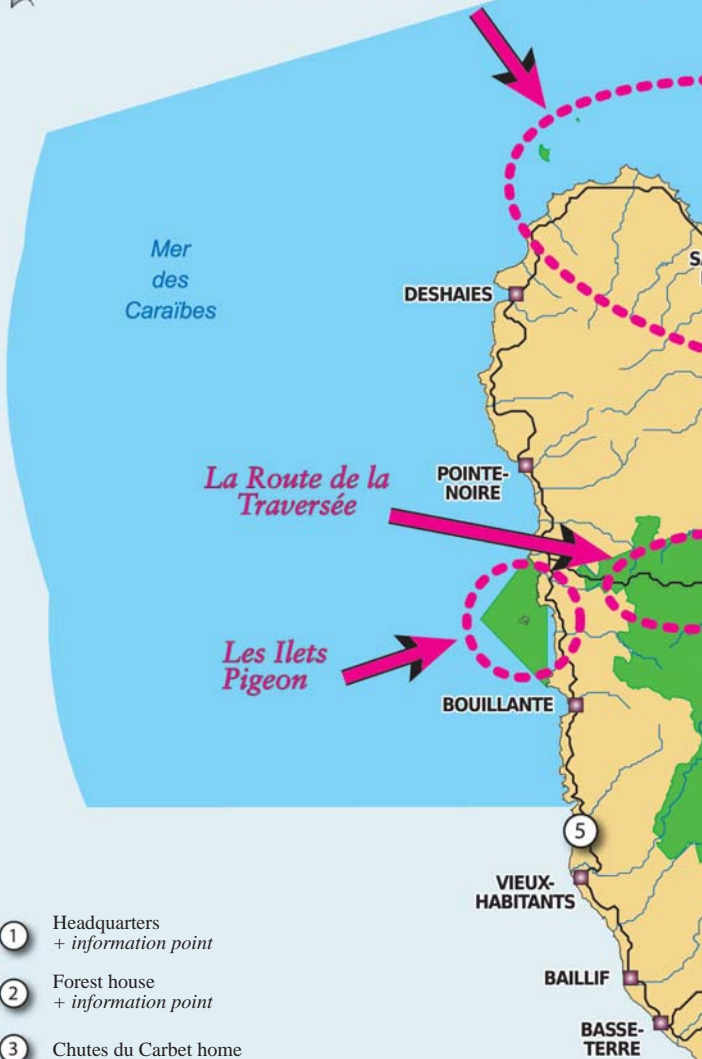 Mer
des
Caraïbes
DESHAIES
La Route de la
Traversée
POINTE-
NOIRE
Les Ilets
Pigeon
BOUILLANTE
5
VIEUX-
HABITANTS
1 Headquarters
+ information point
2 Forest house
+ information point
3 Chutes du Carbet home
BAILLIF
BASSE-
TERRE